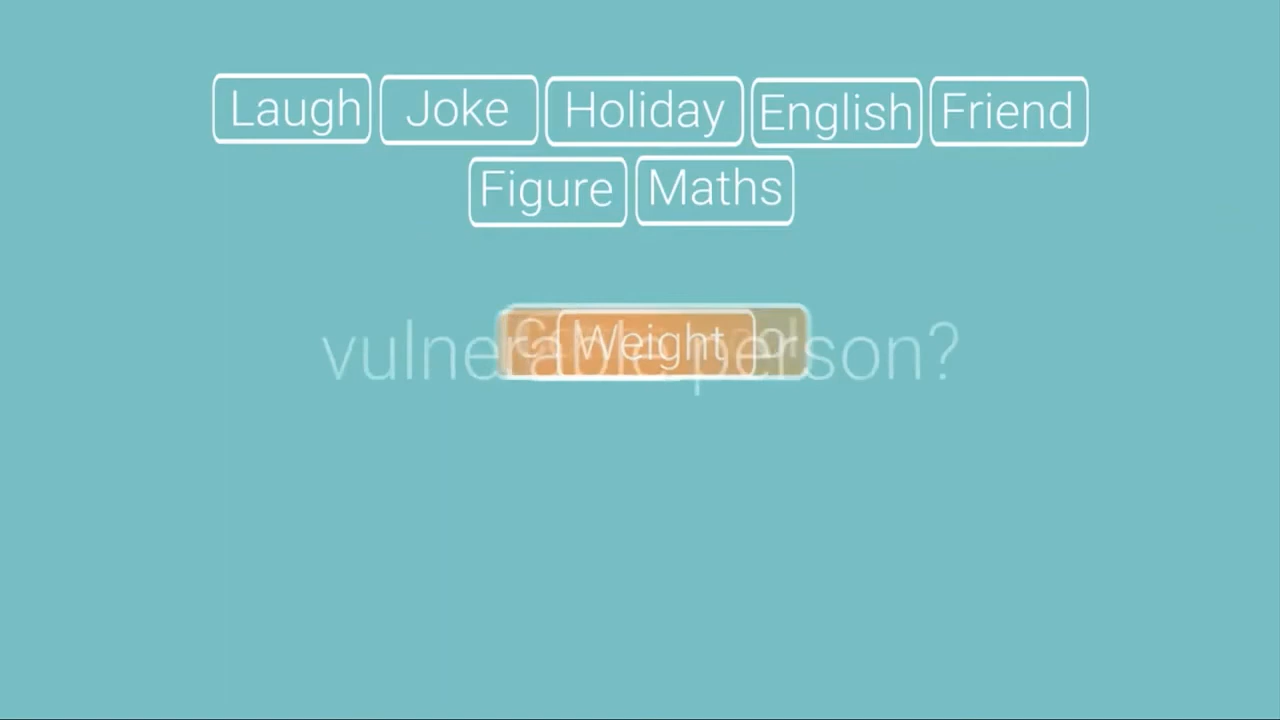 Laugh Joke Holiday English Friend
Figure Maths
Weight
vulnerable person?